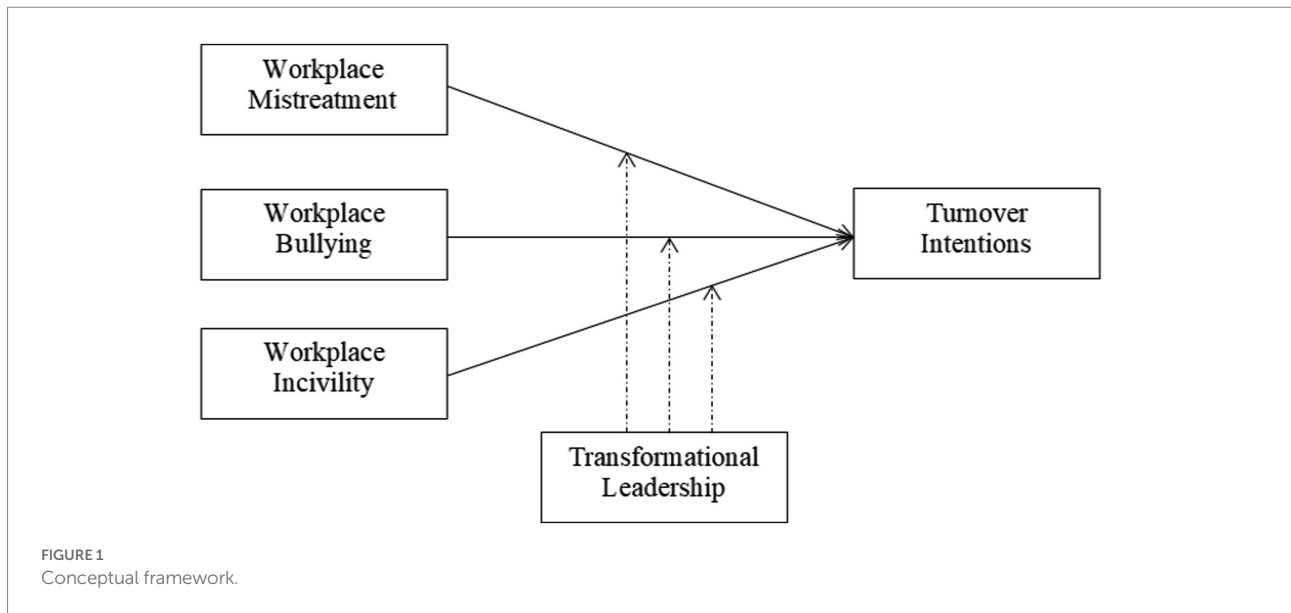 Workplace
Mistreatment
Workplace
Bullying
Turnover
Intentions
Workplace
Incivility
Transformational
Leadership
FIGURE 1
Conceptual framework.